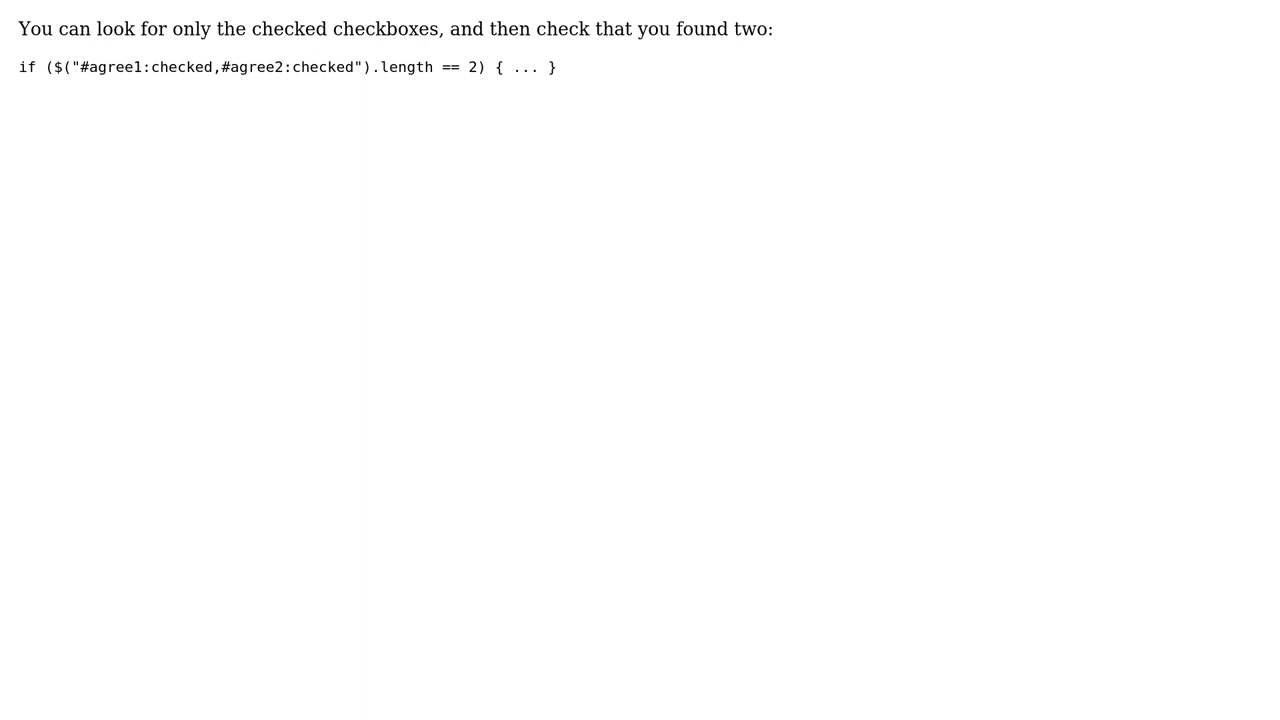 You can look for only the checked checkboxes, and then check that you found two:
if ($("#agree1:checked,#agree2:checked").length == 2) { ... }